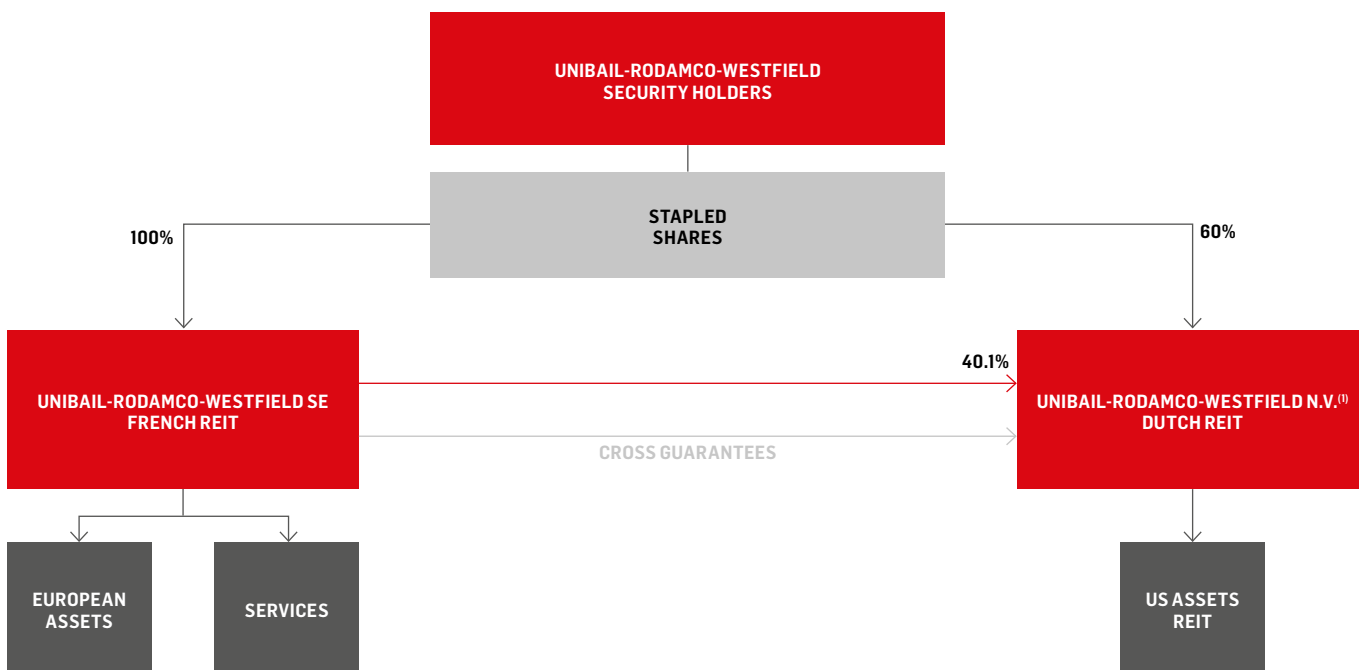 UNIBAIL-RODAMCO-WESTFIELD
SECURITY HOLDERS
STAPLED
SHARES
100%
60%
40.1%
UNIBAIL-RODAMCO-WESTFIELD SE
FRENCH REIT
UNIBAIL-RODAMCO-WESTFIELD N.V.(1)
DUTCH REIT
CROSS GUARANTEES
EUROPEAN
ASSETS
SERVICES
US ASSETS
REIT